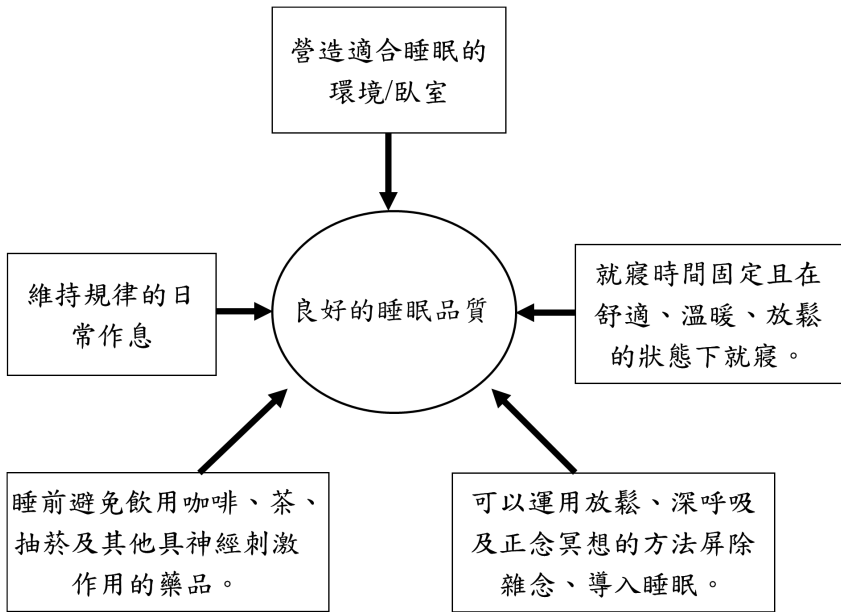 營造適合睡眠的
環境/臥室
維持規律的日
常作息
良好的睡眠品質
就寢時間固定且在
舒適、溫暖、放鬆
的狀態下就寢。
睡前避免飲用咖啡、茶、
抽菸及其他具神經刺激
作用的藥品。
可以運用放鬆、深呼吸
及正念冥想的方法屏除
雜念、導入睡眠。